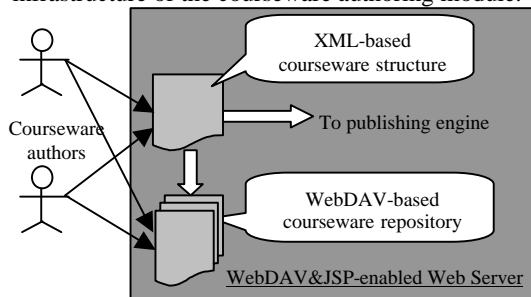 infrastructure of the courseware authoring module.
XML-based
courseware structure
Courseware
authors
To publishing engine
WebDAV-based
courseware repository
WebDAV&JSP-enabled Web Server